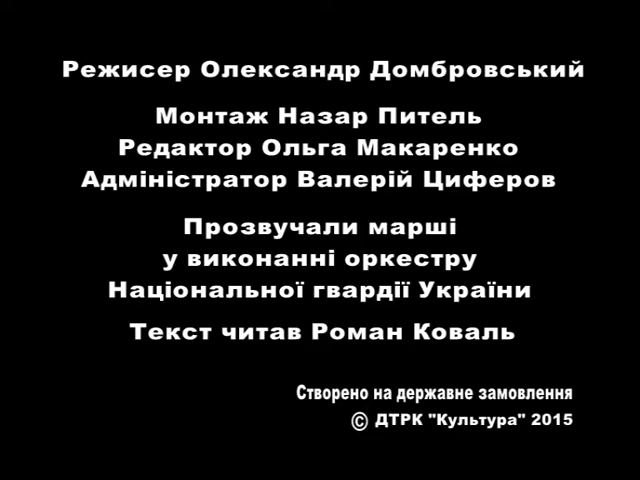 Режисер Олександр Домбровський
Монтаж Назар Питель
Редактор Ольга Макаренко
Адміністратор Валерій Циферов
Прозвучали марші
у виконанні оркестру
Національної гвардії України
Текст читав Роман Коваль
Створено на державне замовлення
© ДТРК "Культура" 2015